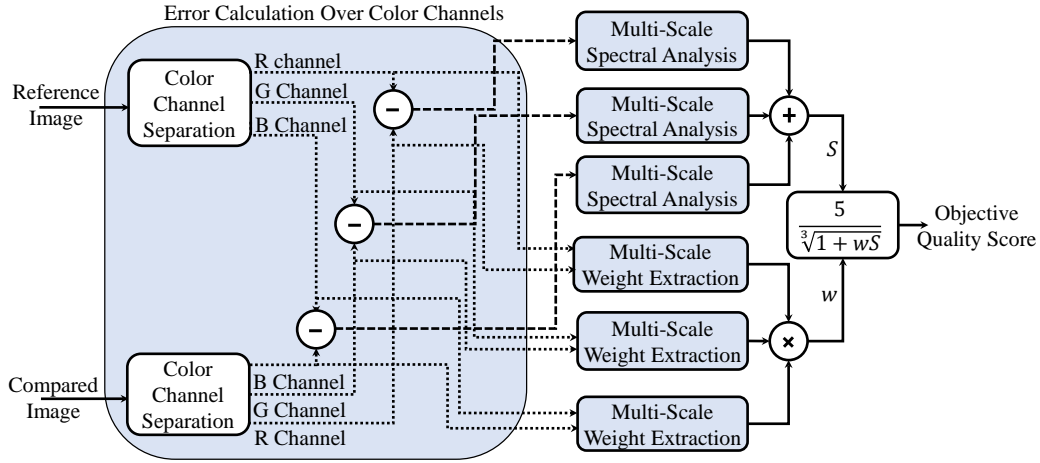 Error Calculation Over Color Channels
Reference
Image
Color
Channel
Separation
R channel
G Channel
B Channel
−
−
−
Compared
Image
Color
Channel
Separation
B Channel
G Channel
R Channel
Multi-Scale
Spectral Analysis
Multi-Scale
Spectral Analysis
Multi-Scale
Spectral Analysis
Multi-Scale
Weight Extraction
Multi-Scale
Weight Extraction
Multi-Scale
Weight Extraction
+
×
S
5
∛1 + wS
w
Objective
Quality Score